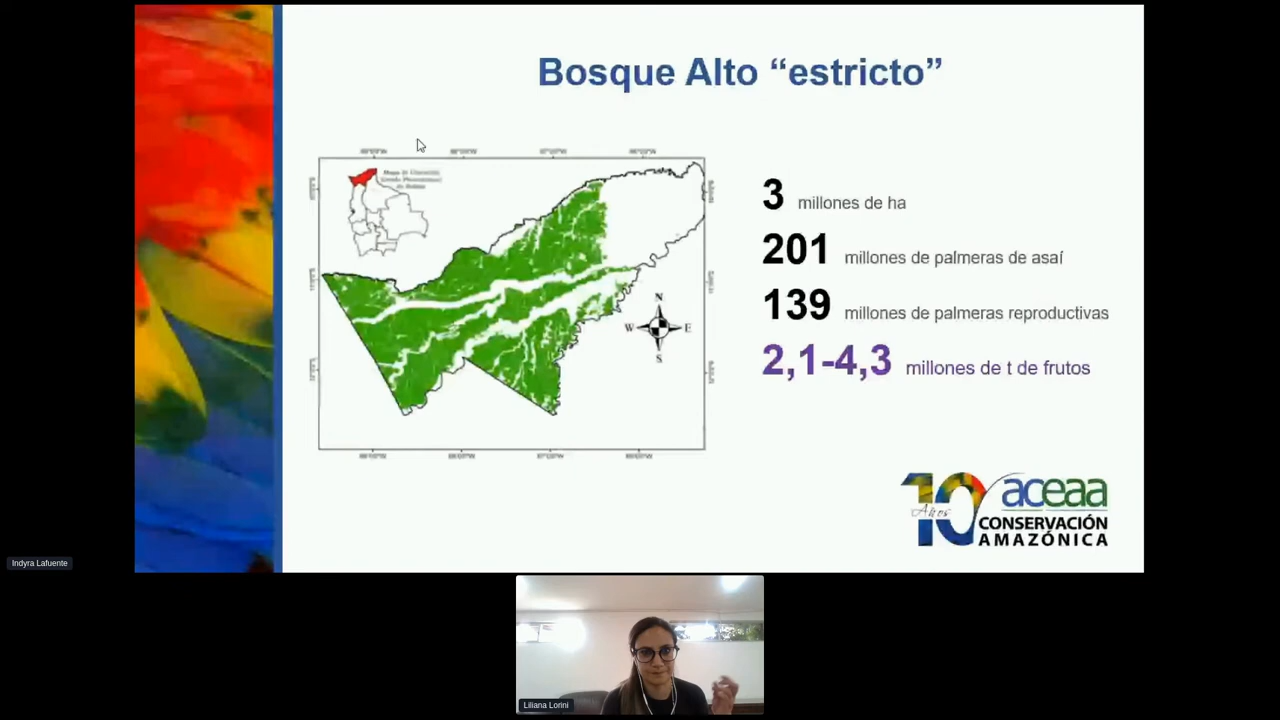 Bosque Alto “estricto”
3 millones de ha
201 millones de palmeras de asaí
139 millones de palmeras reproductivas
2,1-4,3 millones de t de frutos
N
W E
S
10 aceaa
Años
CONSERVACIÓN
AMAZÓNICA
Indyra Lafuente
Liliana Lorini